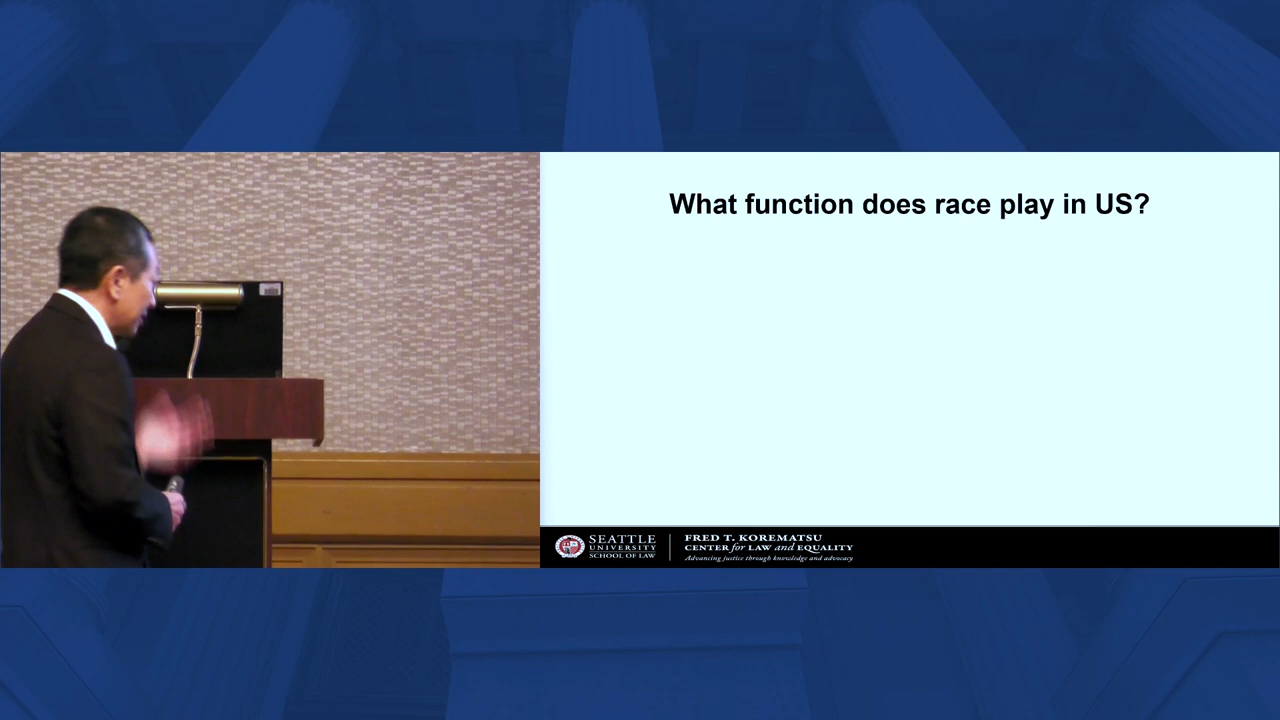 What function does race play in US?
SEATTLE
UNIVERSITY
SCHOOL OF LAW
FRED T. KOREMATSU
CENTER for LAW and EQUALITY
Advancing justice through knowledge and advocacy